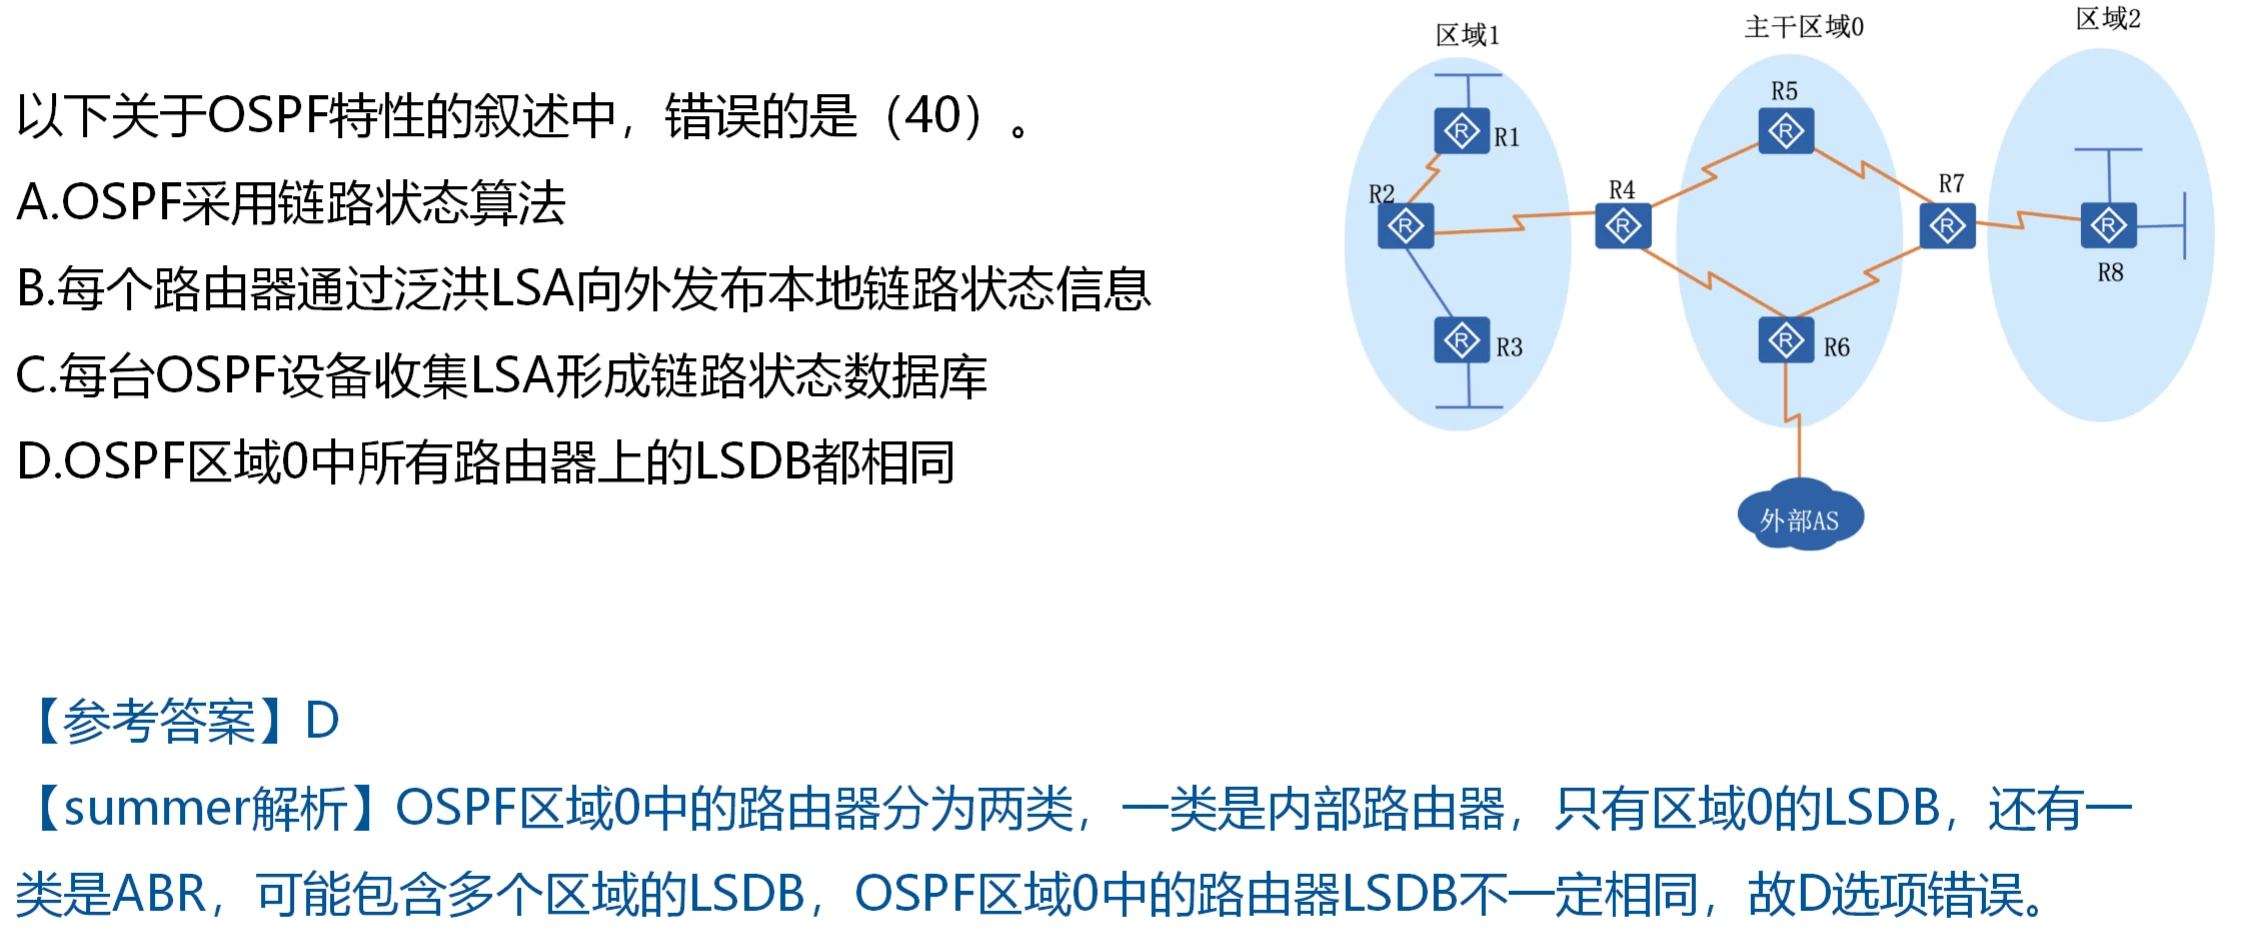 以下关于OSPF特性的叙述中，错误的是（40）。
A.OSPF采用链路状态算法
B.每个路由器通过泛洪LSA向外发布本地链路状态信息
C.每台OSPF设备收集LSA形成链路状态数据库
D.OSPF区域0中所有路由器上的LSDB都相同
区域1
主干区域0
区域2
R5
R
R
R1
R2
R4
R7
R
R
R
R
R8
R
R3
R
R6
外部AS
【参考答案】D
【summer解析】OSPF区域0中的路由器分为两类，一类是内部路由器，只有区域0的LSDB，还有一
类是ABR，可能包含多个区域的LSDB，OSPF区域0中的路由器LSDB不一定相同，故D选项错误。